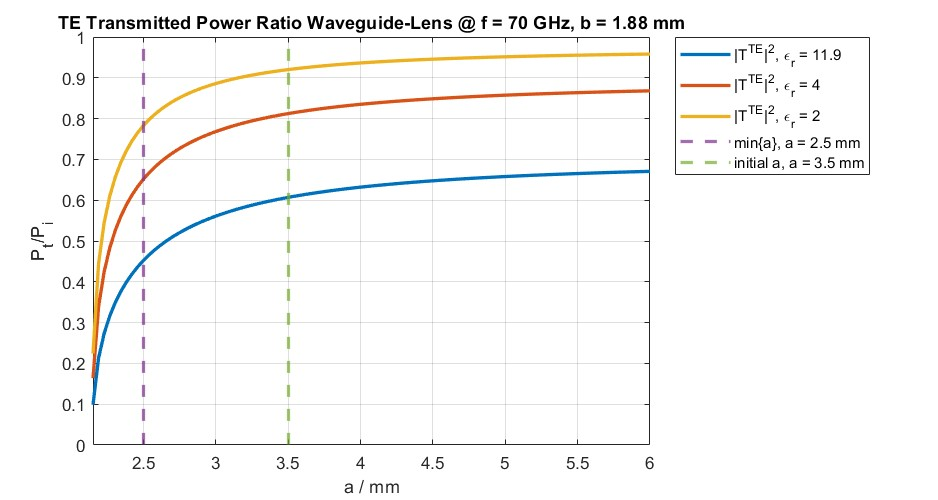 TE Transmitted Power Ratio Waveguide-Lens @ f = 70 GHz, b = 1.88 mm
1
0.9
0.8
0.7
0.6
0.5
0.4
0.3
0.2
0.1
0
P_t/P_i
2.5
3
3.5
4
4.5
5
5.5
6
a / mm
|T^TE|^2, ϵ_r = 11.9
|T^TE|^2, ϵ_r = 4
|T^TE|^2, ϵ_r = 2
min{a}, a = 2.5 mm
initial a, a = 3.5 mm